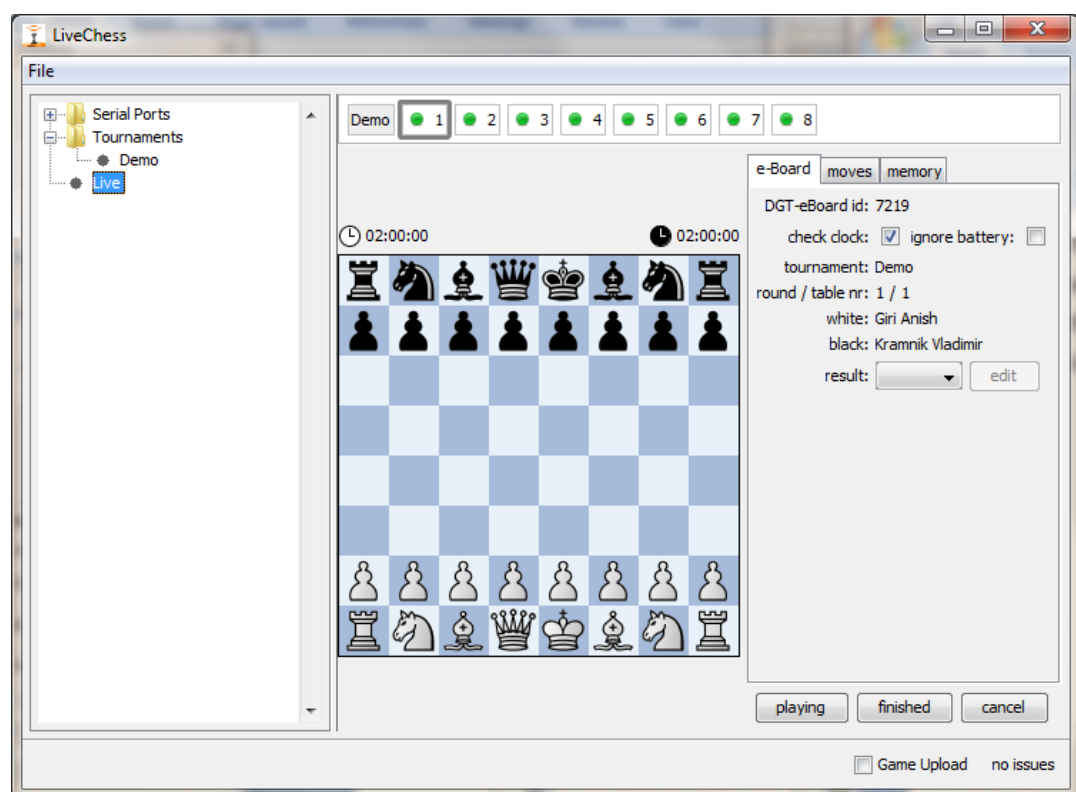 LiveChess
File
Serial Ports
Tournaments
Demo
Live
Demo 1 2 3 4 5 6 7 8
02:00:00 02:00:00
e-Board moves memory
DGT-eBoard id: 7219
check clock: ignore battery:
tournament: Demo
round / table nr: 1 / 1
white: Giri Anish
black: Kramnik Vladimir
result: edit
playing finished cancel
Game Upload no issues